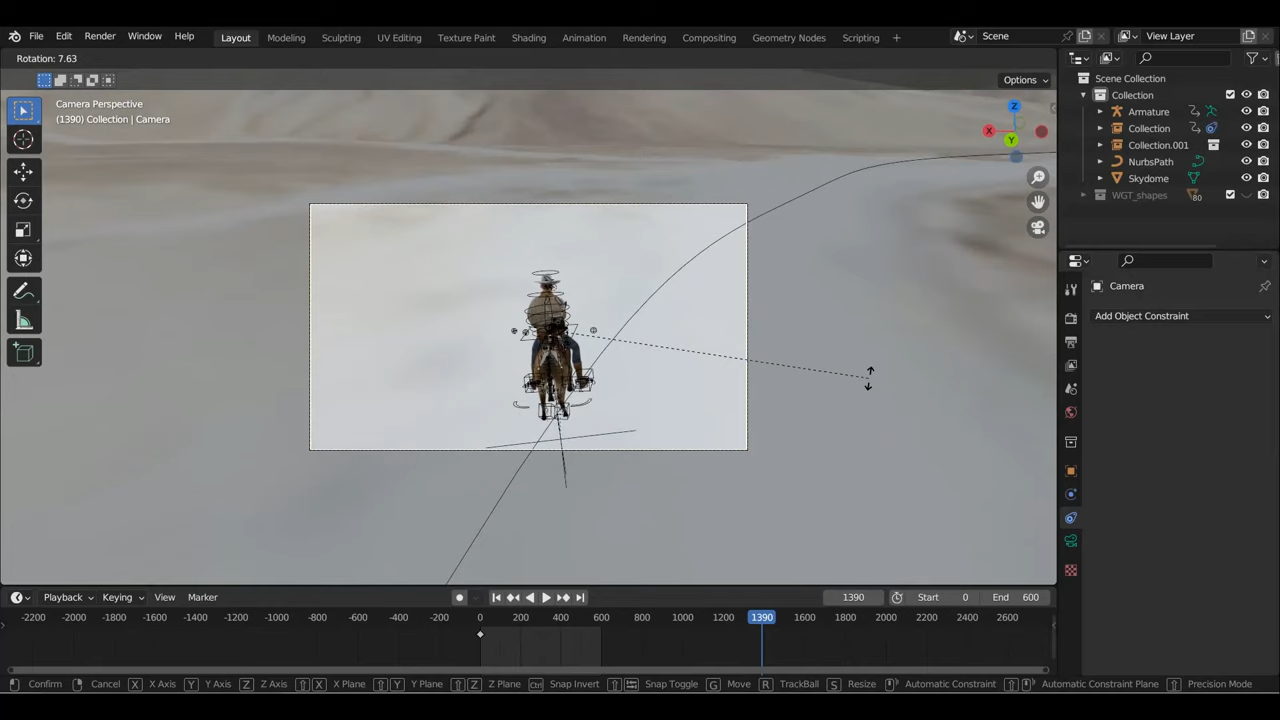 File Edit Render Window Help Layout Modeling Sculpting UV Editing Texture Paint Shading Animation Rendering Compositing Geometry Nodes Scripting + Scene View Layer
Rotation: 7.63
Options
Camera Perspective
(1390) Collection | Camera
Z
X
Y
Scene Collection
Collection
Armature
Collection
Collection.001
NurbsPath
Skydome
WGT_shapes 80
Camera
Add Object Constraint
Playback Keying View Marker 1390 Start 0 End 600
-2200 -2000 -1800 -1600 -1400 -1200 -1000 -800 -600 -400 -200 0 200 400 600 800 1000 1200 1390 1600 1800 2000 2200 2400 2600
Confirm Cancel X X Axis Y Y Axis Z Z Axis X X Plane Y Y Plane Z Z Plane Ctrl Snap Invert Snap Toggle G Move R TrackBall S Resize Automatic Constraint Automatic Constraint Plane Precision Mode